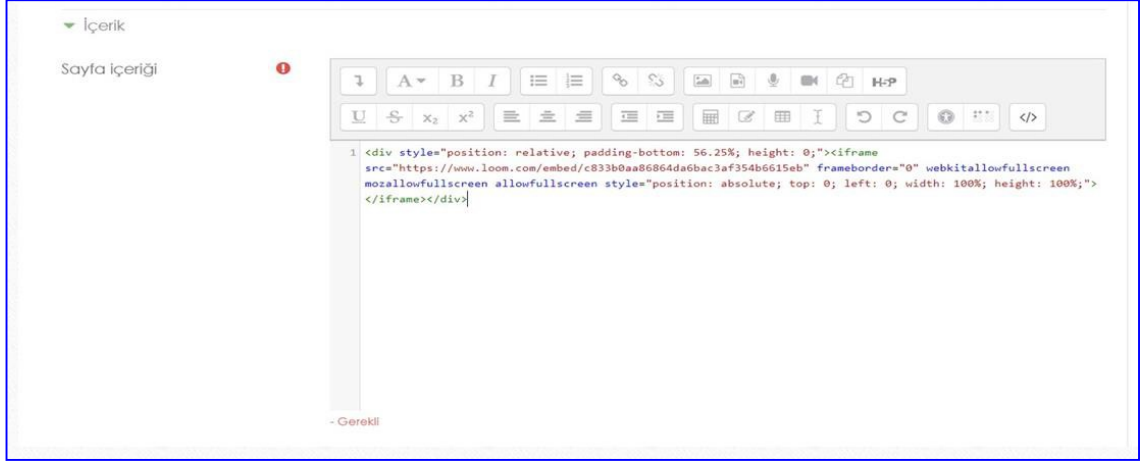 İçerik
Sayfa içeriği
A B I H-P
U S x₂ x² </>
1 <div style="position: relative; padding-bottom: 56.25%; height: 0;"><iframe
src="https://www.loom.com/embed/c833b0aa86864da6bac3af354b6615eb" frameborder="0" webkitallowfullscreen
mozallowfullscreen allowfullscreen style="position: absolute; top: 0; left: 0; width: 100%; height: 100%;">
</iframe></div>
- Gerekli